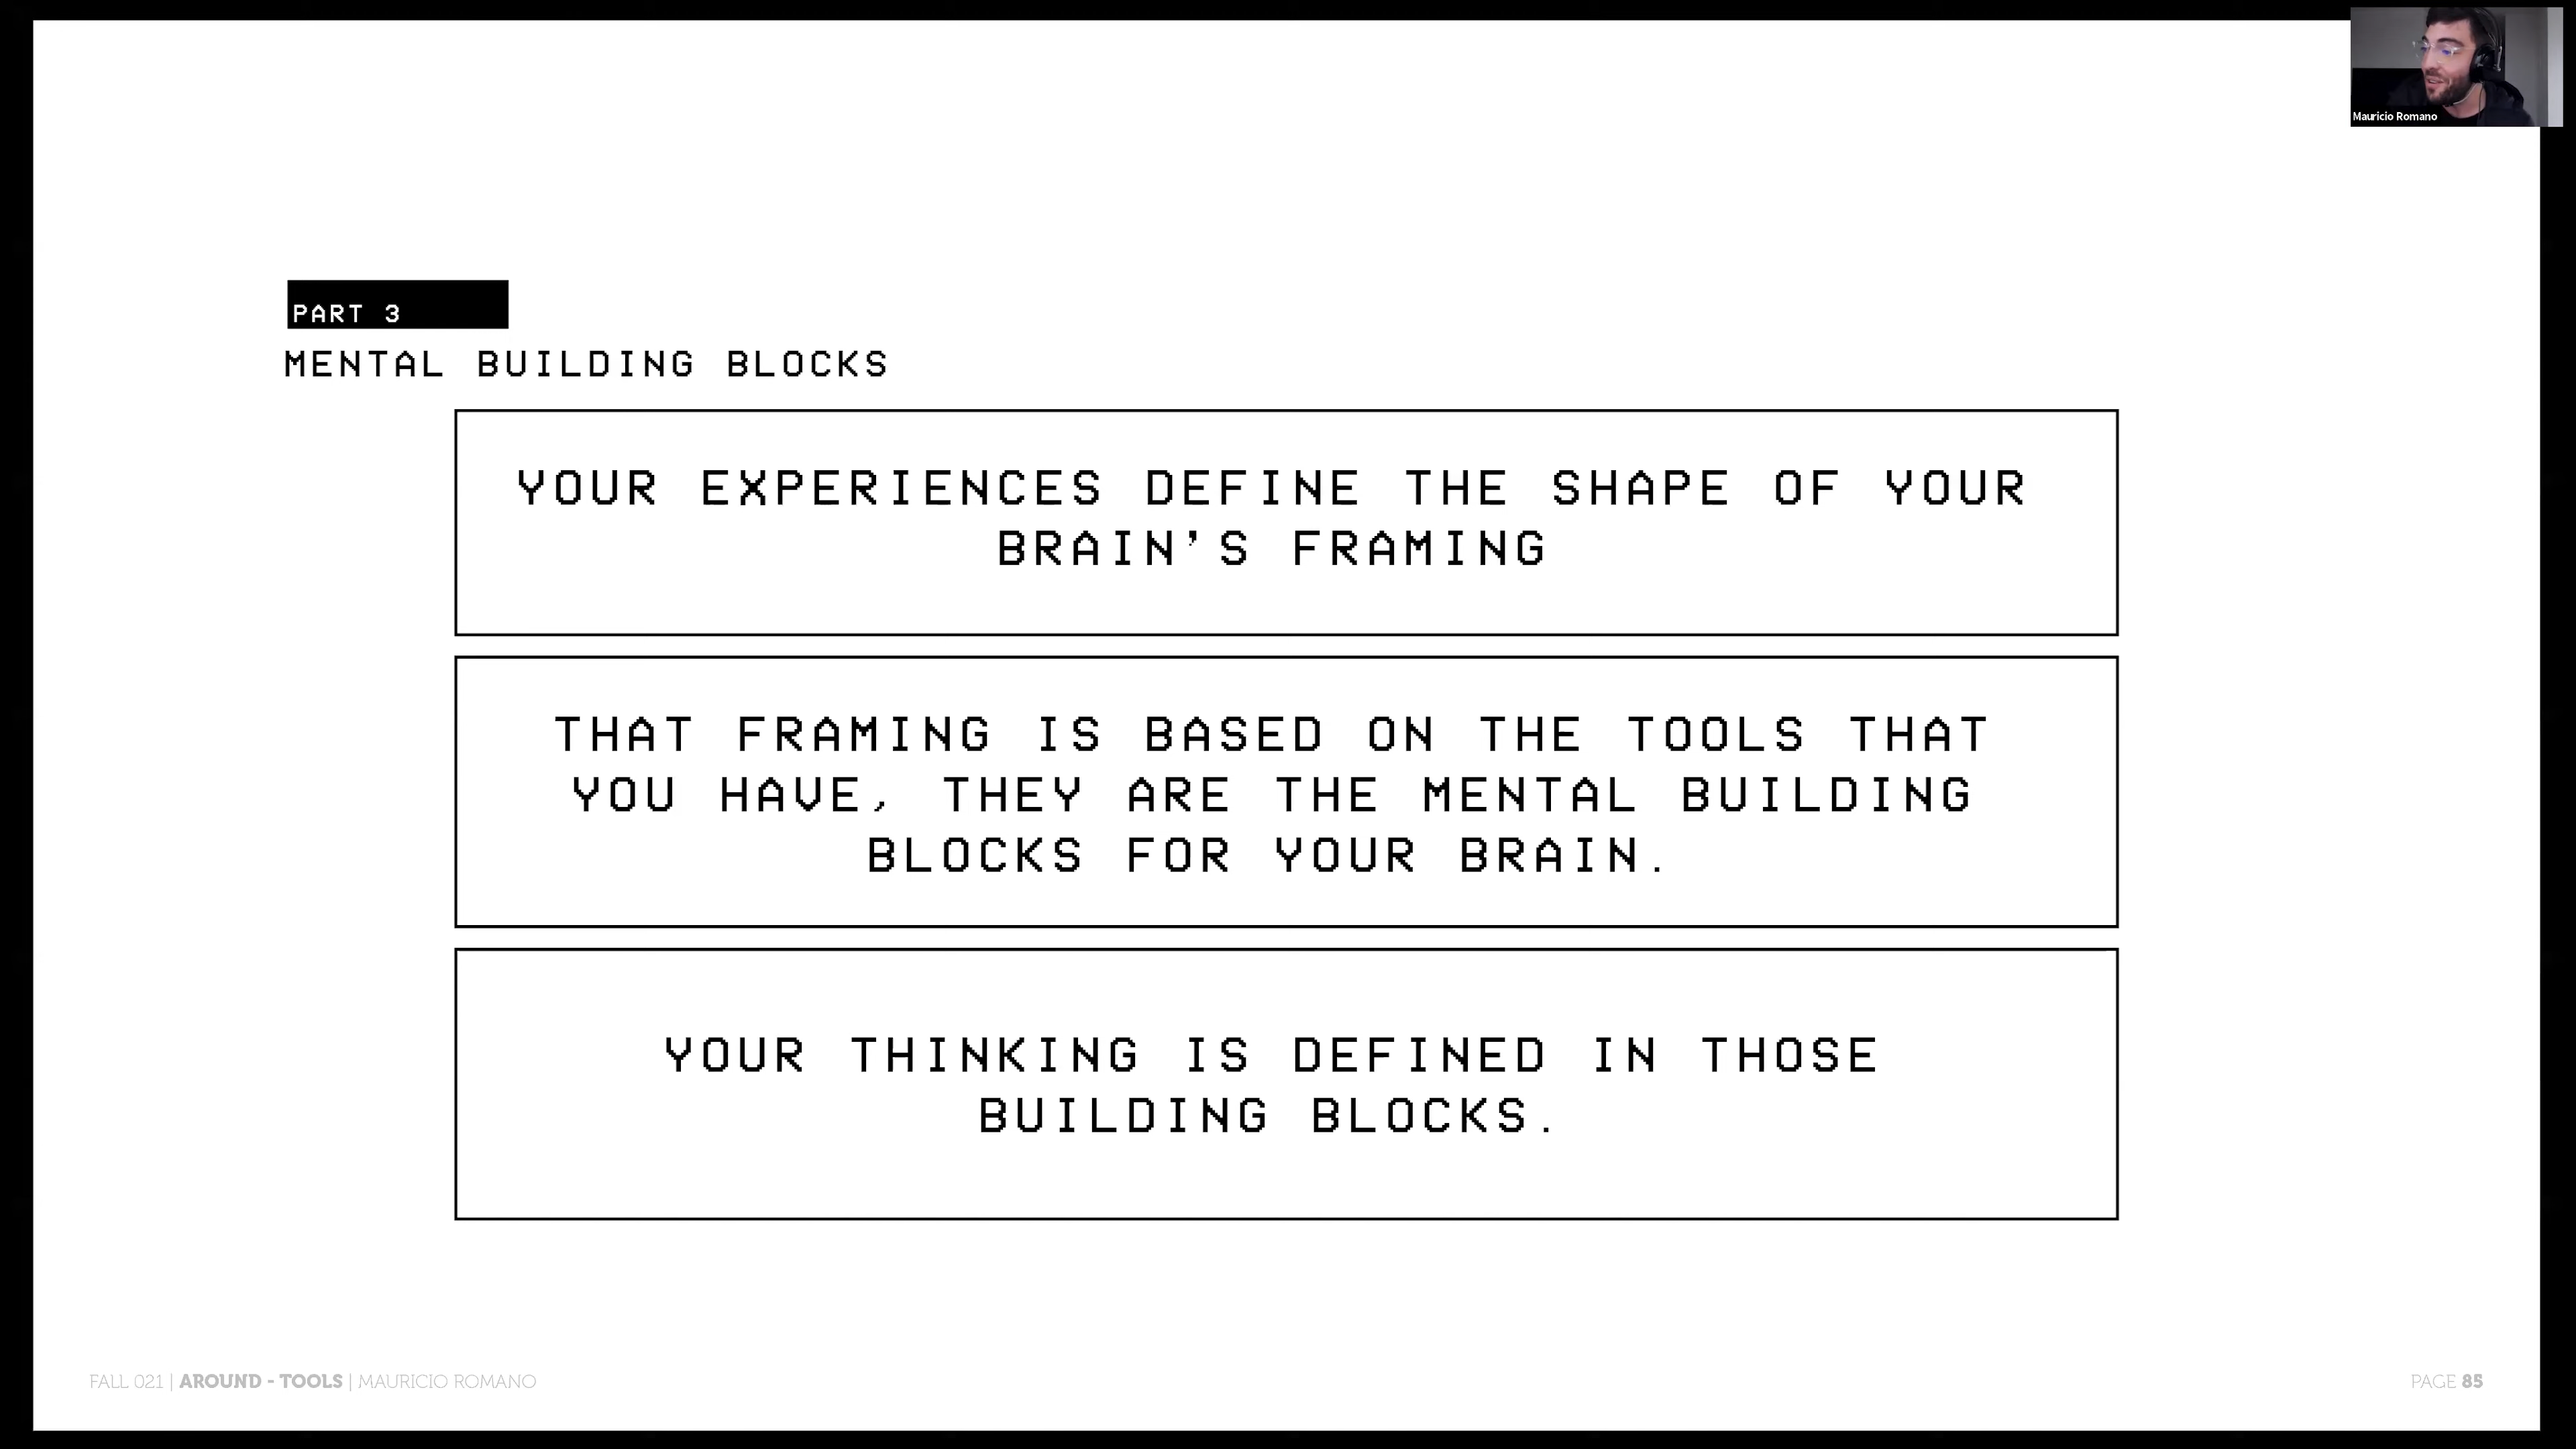 Mauricio Romano
PART 3
MENTAL BUILDING BLOCKS
YOUR EXPERIENCES DEFINE THE SHAPE OF YOUR
BRAIN'S FRAMING
THAT FRAMING IS BASED ON THE TOOLS THAT
YOU HAVE, THEY ARE THE MENTAL BUILDING
BLOCKS FOR YOUR BRAIN.
YOUR THINKING IS DEFINED IN THOSE
BUILDING BLOCKS.
FALL 021 | AROUND - TOOLS | MAURICIO ROMANO
PAGE 85